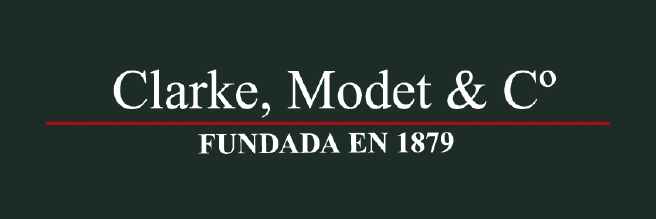 Clarke, Modet & Cº
FUNDADA EN 1879